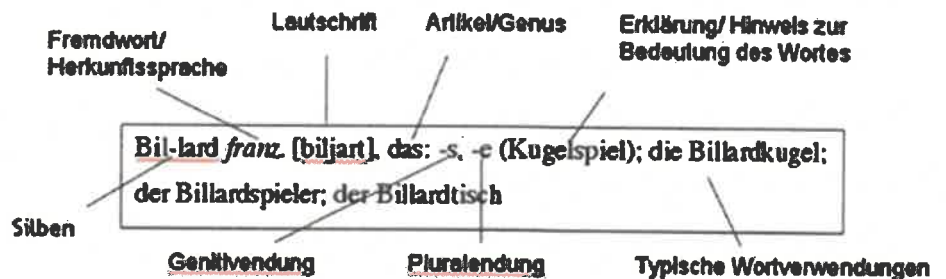 Fremdwort/
Herkunftssprache
Lautschrift
Artikel/Genus
Erklärung/ Hinweis zur
Bedeutung des Wortes
Bil-lard franz. [biljart], das: -s, -e (Kugelspiel); die Billardkugel;
der Billardspieler; der Billardtisch
Silben
Genitivendung
Pluralendung
Typische Wortverwendungen